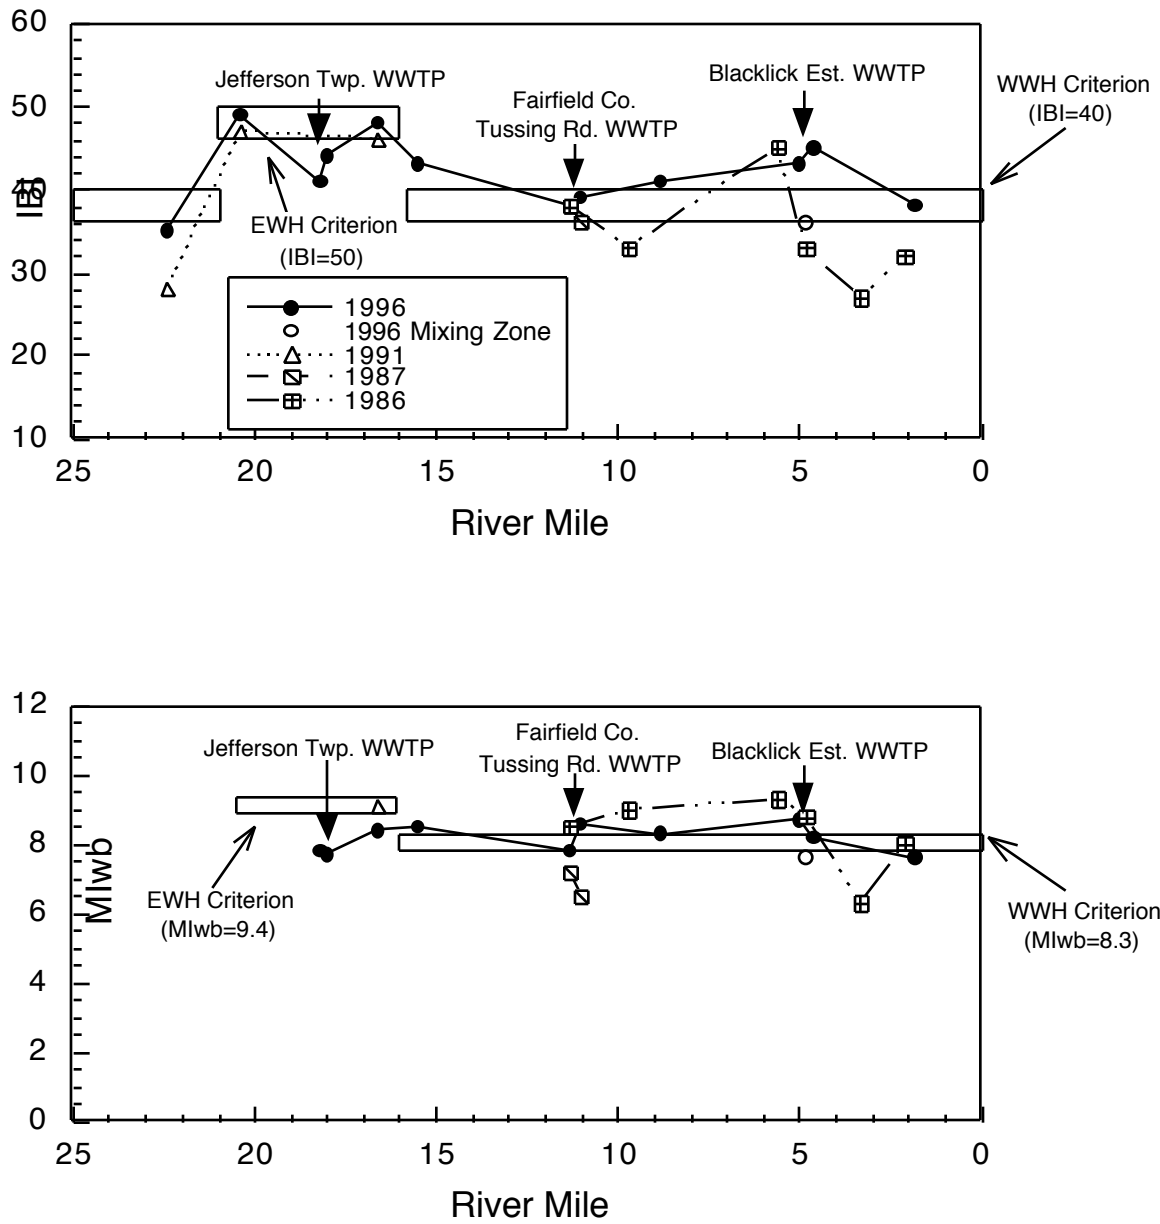 60
50
40
30
20
10
IBI
Jefferson Twp. WWTP
Fairfield Co.
Tussing Rd. WWTP
Blacklick Est. WWTP
WWH Criterion
(IBI=40)
EWH Criterion
(IBI=50)
1996
1996 Mixing Zone
1991
1987
1986
25 20 15 10 5 0
River Mile
12
10
8
6
4
2
0
MIwb
Jefferson Twp. WWTP
Fairfield Co.
Tussing Rd. WWTP
Blacklick Est. WWTP
EWH Criterion
(MIwb=9.4)
WWH Criterion
(MIwb=8.3)
25 20 15 10 5 0
River Mile